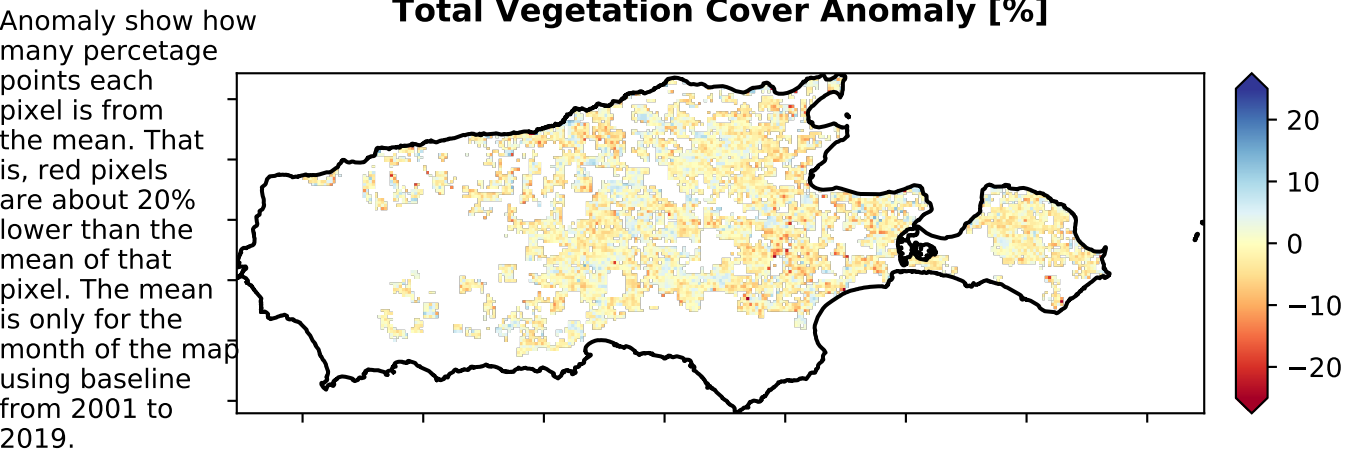 Total Vegetation Cover Anomaly [%]
Anomaly show how
many percetage
points each
pixel is from
the mean. That
is, red pixels
are about 20%
lower than the
mean of that
pixel. The mean
is only for the
month of the map
using baseline
from 2001 to
2019.
20
10
0
−10
−20